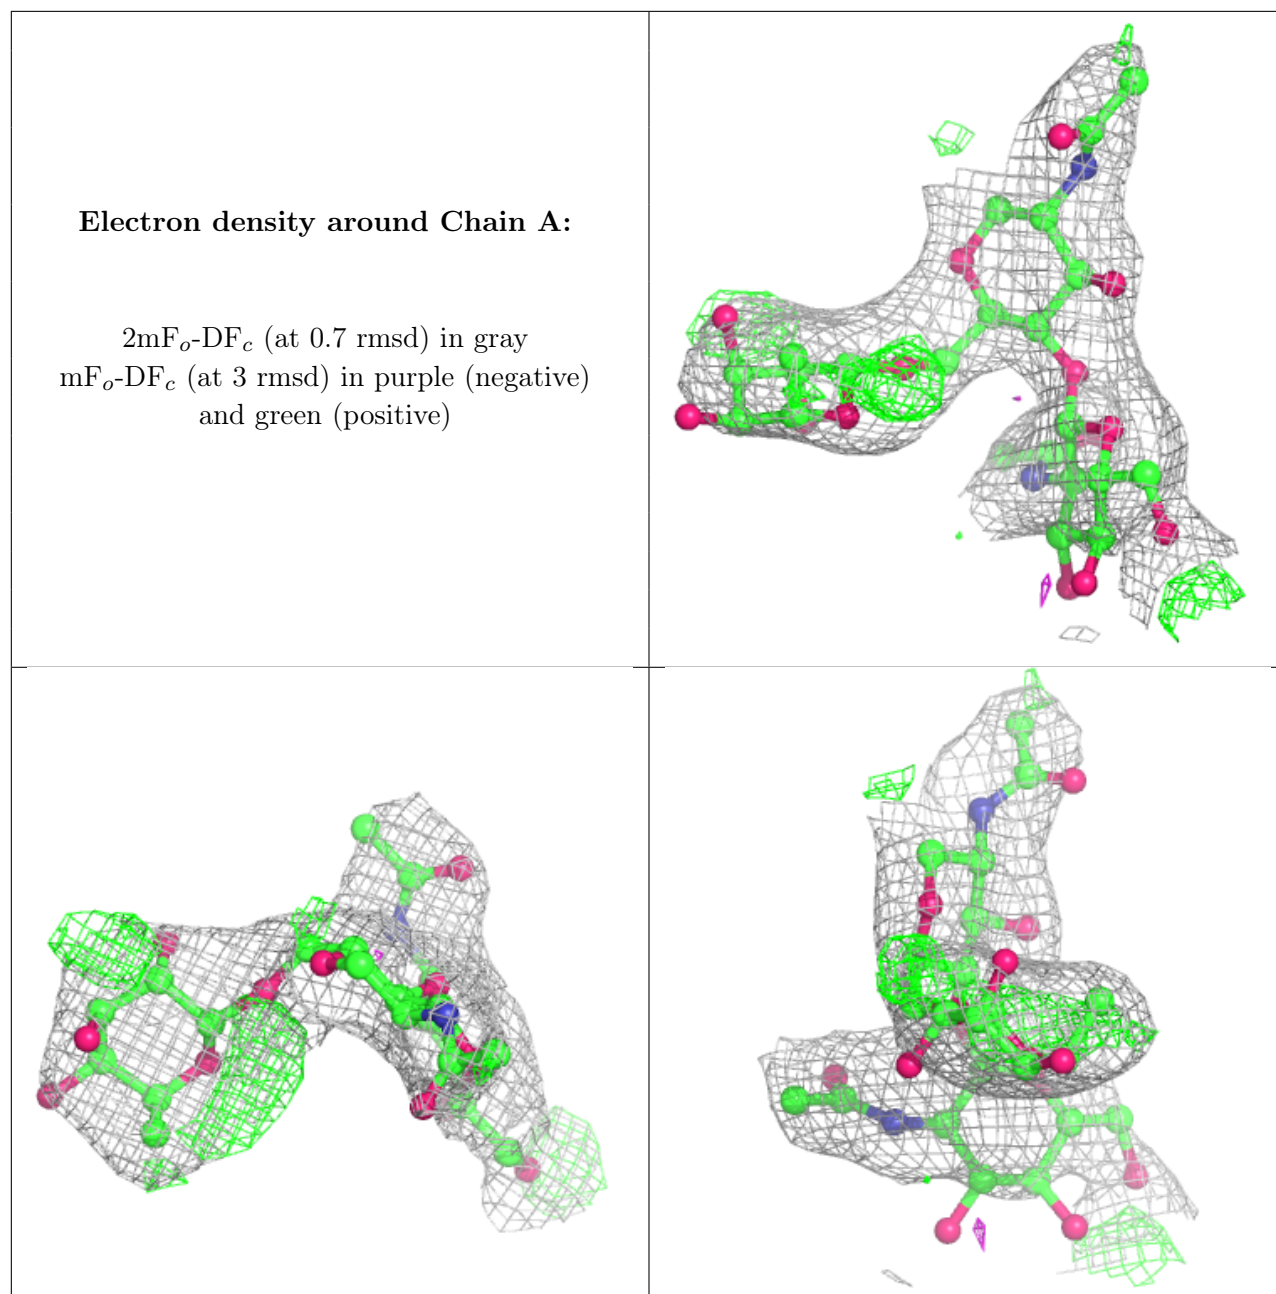 Electron density around Chain A:
2mFₒ-DF𝒸 (at 0.7 rmsd) in gray
mFₒ-DF𝒸 (at 3 rmsd) in purple (negative)
and green (positive)